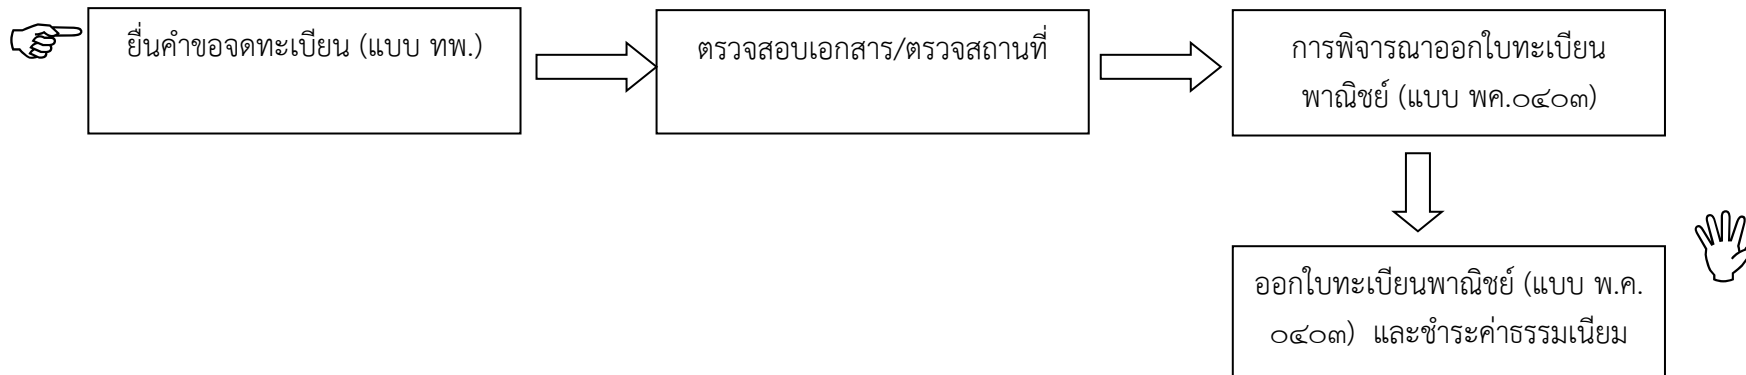 ยื่นคำขอจดทะเบียน (แบบ ทพ.)
ตรวจสอบเอกสาร/ตรวจสถานที่
การพิจารณาออกใบทะเบียน
พาณิชย์ (แบบ พค.๐๔๐๓)
ออกใบทะเบียนพาณิชย์ (แบบ พ.ค.
๐๔๐๓) และชำระค่าธรรมเนียม